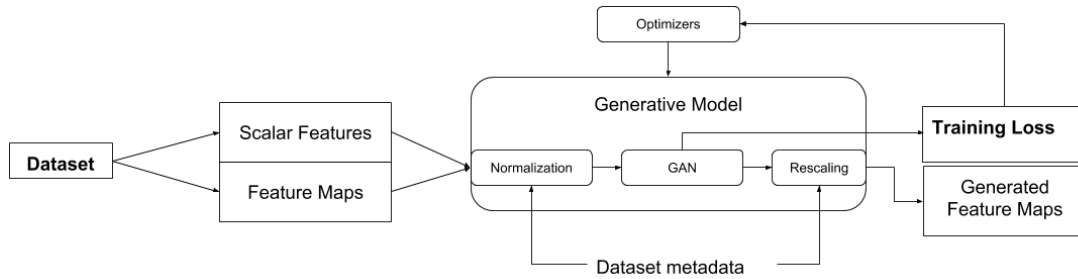 Optimizers
Generative Model
Scalar Features
Training Loss
Dataset
Normalization
GAN
Rescaling
Feature Maps
Generated
Feature Maps
Dataset metadata